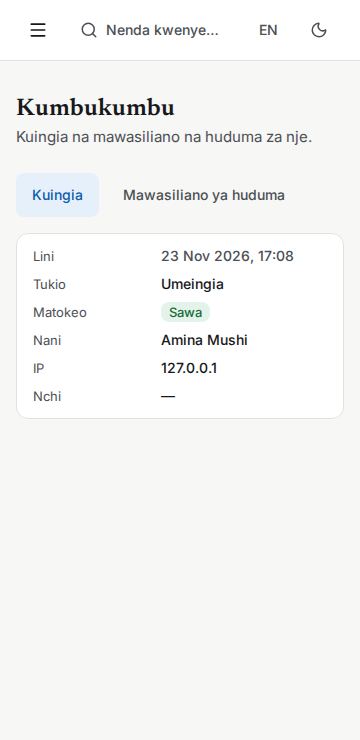 Nenda kwenye... EN
Kumbukumbu
Kuingia na mawasiliano na huduma za nje.
Kuingia Mawasiliano ya huduma
Lini 23 Nov 2026, 17:08
Tukio Umeingia
Matokeo Sawa
Nani Amina Mushi
IP 127.0.0.1
Nchi —